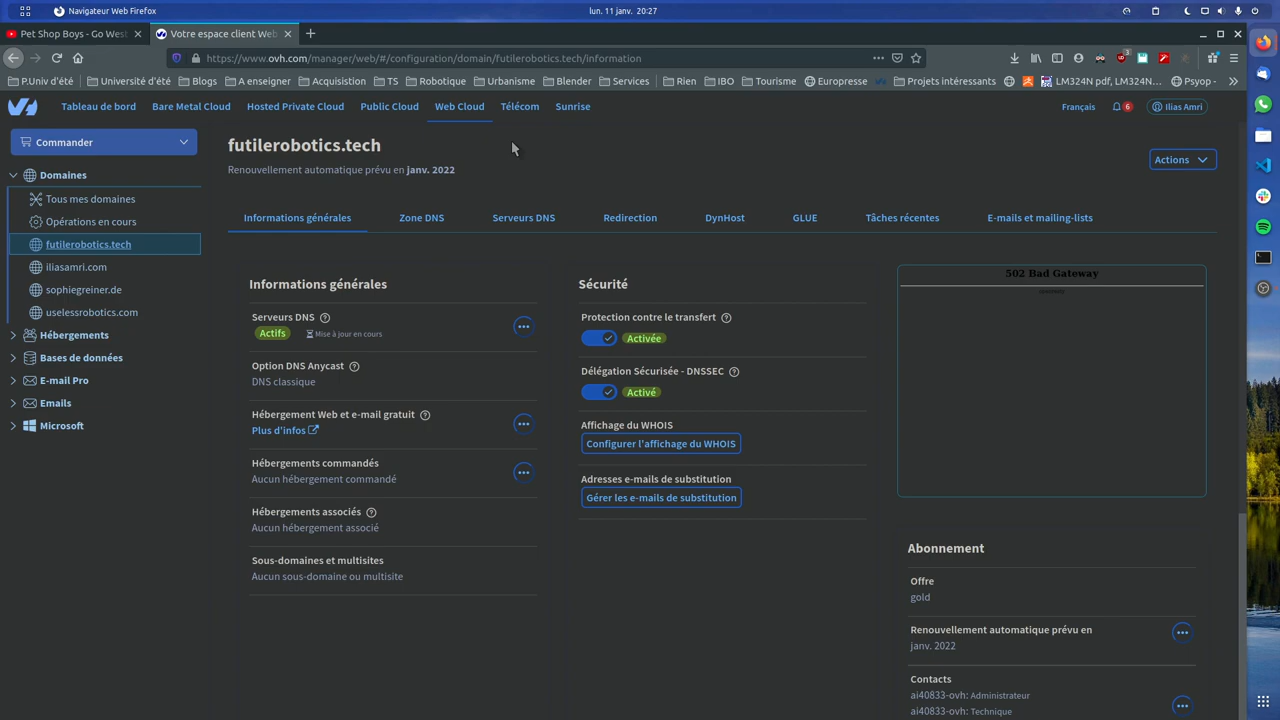 Navigateur Web Firefox
lun. 11 janv. 20:27
Pet Shop Boys - Go West
Votre espace client Web
https://www.ovh.com/manager/web/#/configuration/domain/futilerobotics.tech/information
3
P.Univ d'été
Université d'été
Blogs
A enseigner
Acquisition
TS
Robotique
Urbanisme
Blender
Services
Rien
IBO
Tourisme
Europresse
Projets intéressants
LM324N pdf, LM324N…
Psyop -
Tableau de bord
Bare Metal Cloud
Hosted Private Cloud
Public Cloud
Web Cloud
Télécom
Sunrise
Français
6
Ilias Amri
Commander
Domaines
Tous mes domaines
Opérations en cours
futilerobotics.tech
iliasamri.com
sophiegreiner.de
uselessrobotics.com
Hébergements
Bases de données
E-mail Pro
Emails
Microsoft
futilerobotics.tech
Renouvellement automatique prévu en janv. 2022
Actions
Informations générales
Zone DNS
Serveurs DNS
Redirection
DynHost
GLUE
Tâches récentes
E-mails et mailing-lists
Informations générales
Serveurs DNS
Actifs
Mise à jour en cours
Option DNS Anycast
DNS classique
Hébergement Web et e-mail gratuit
Plus d'infos
Hébergements commandés
Aucun hébergement commandé
Hébergements associés
Aucun hébergement associé
Sous-domaines et multisites
Aucun sous-domaine ou multisite
Sécurité
Protection contre le transfert
Activée
Délégation Sécurisée - DNSSEC
Activé
Affichage du WHOIS
Configurer l'affichage du WHOIS
Adresses e-mails de substitution
Gérer les e-mails de substitution
502 Bad Gateway
Abonnement
Offre
gold
Renouvellement automatique prévu en
janv. 2022
Contacts
ai40833-ovh: Administrateur
ai40833-ovh: Technique